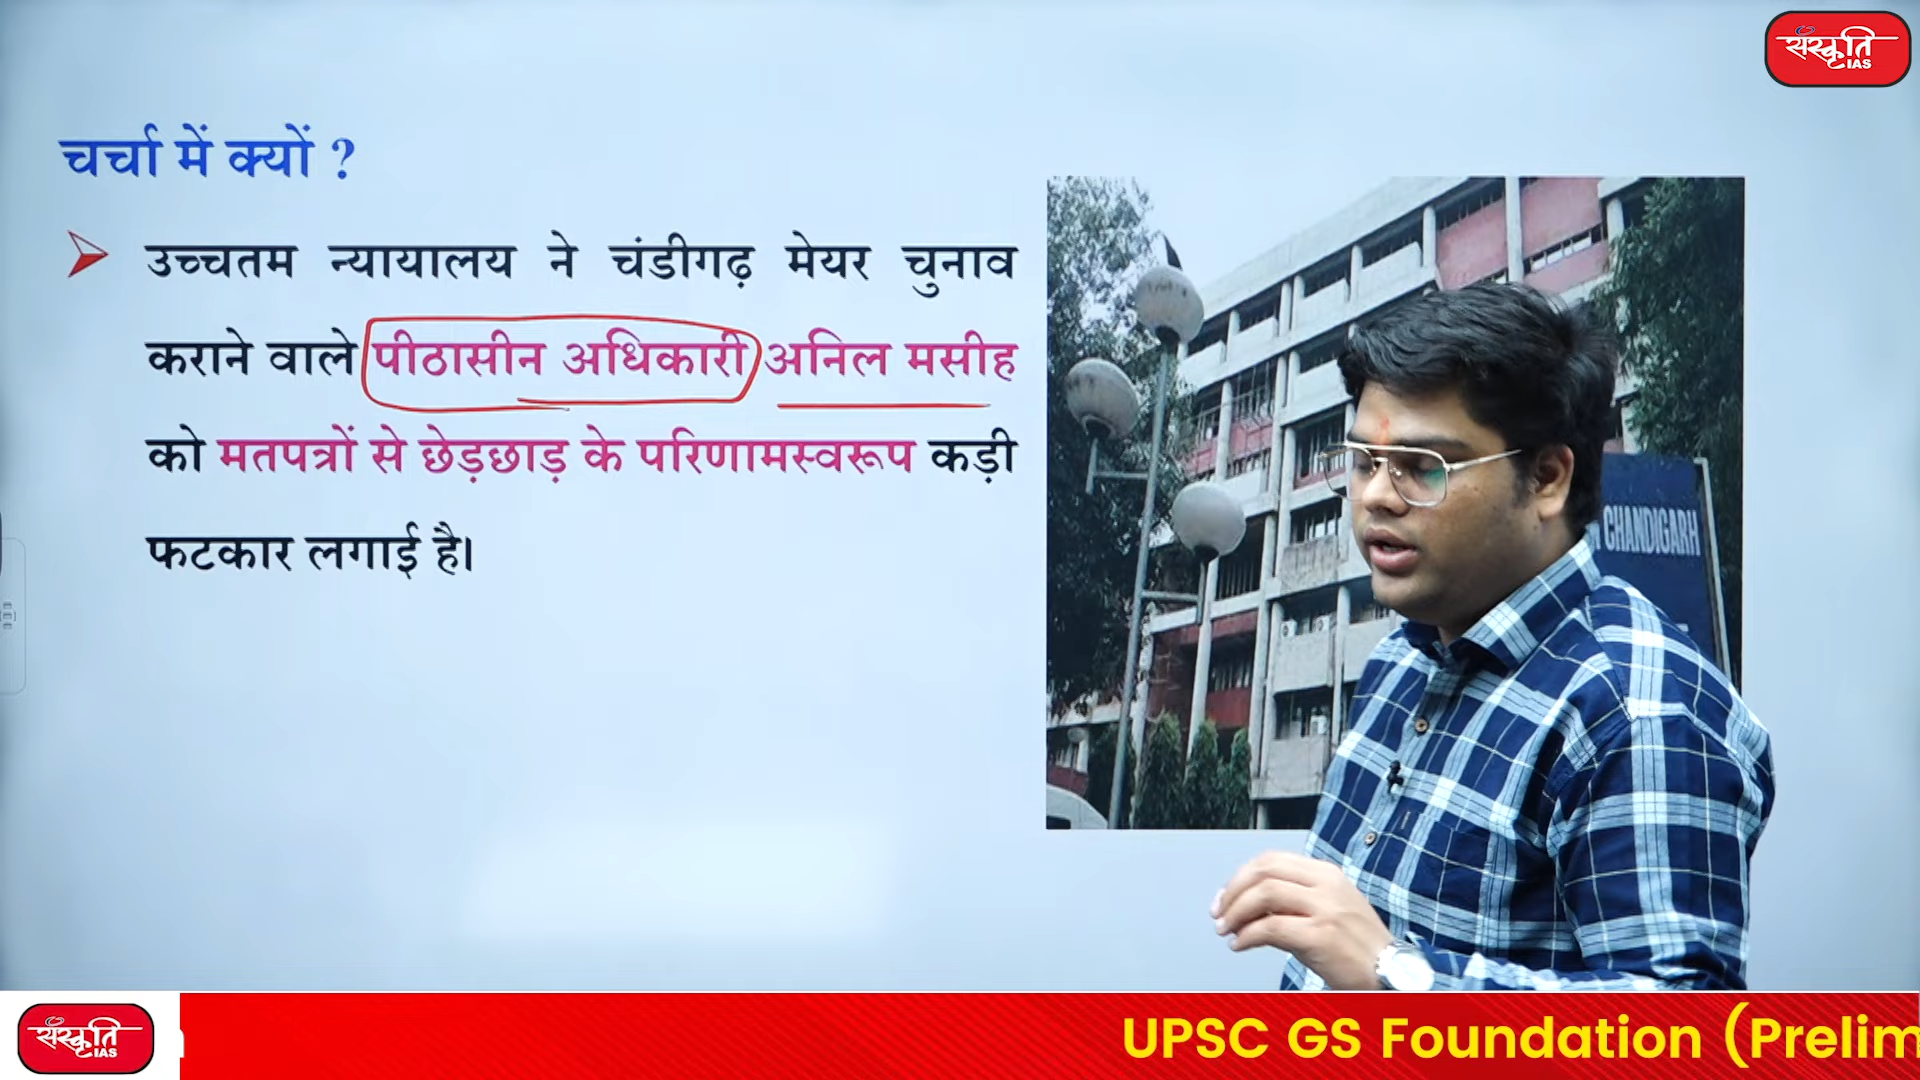 संस्कृति
IAS
चर्चा में क्यों ?
उच्चतम न्यायालय ने चंडीगढ़ मेयर चुनाव
कराने वाले पीठासीन अधिकारी अनिल मसीह
को मतपत्रों से छेड़छाड़ के परिणामस्वरूप कड़ी
फटकार लगाई है।
CHANDIGARH
संस्कृति
IAS
UPSC GS Foundation (Prelim